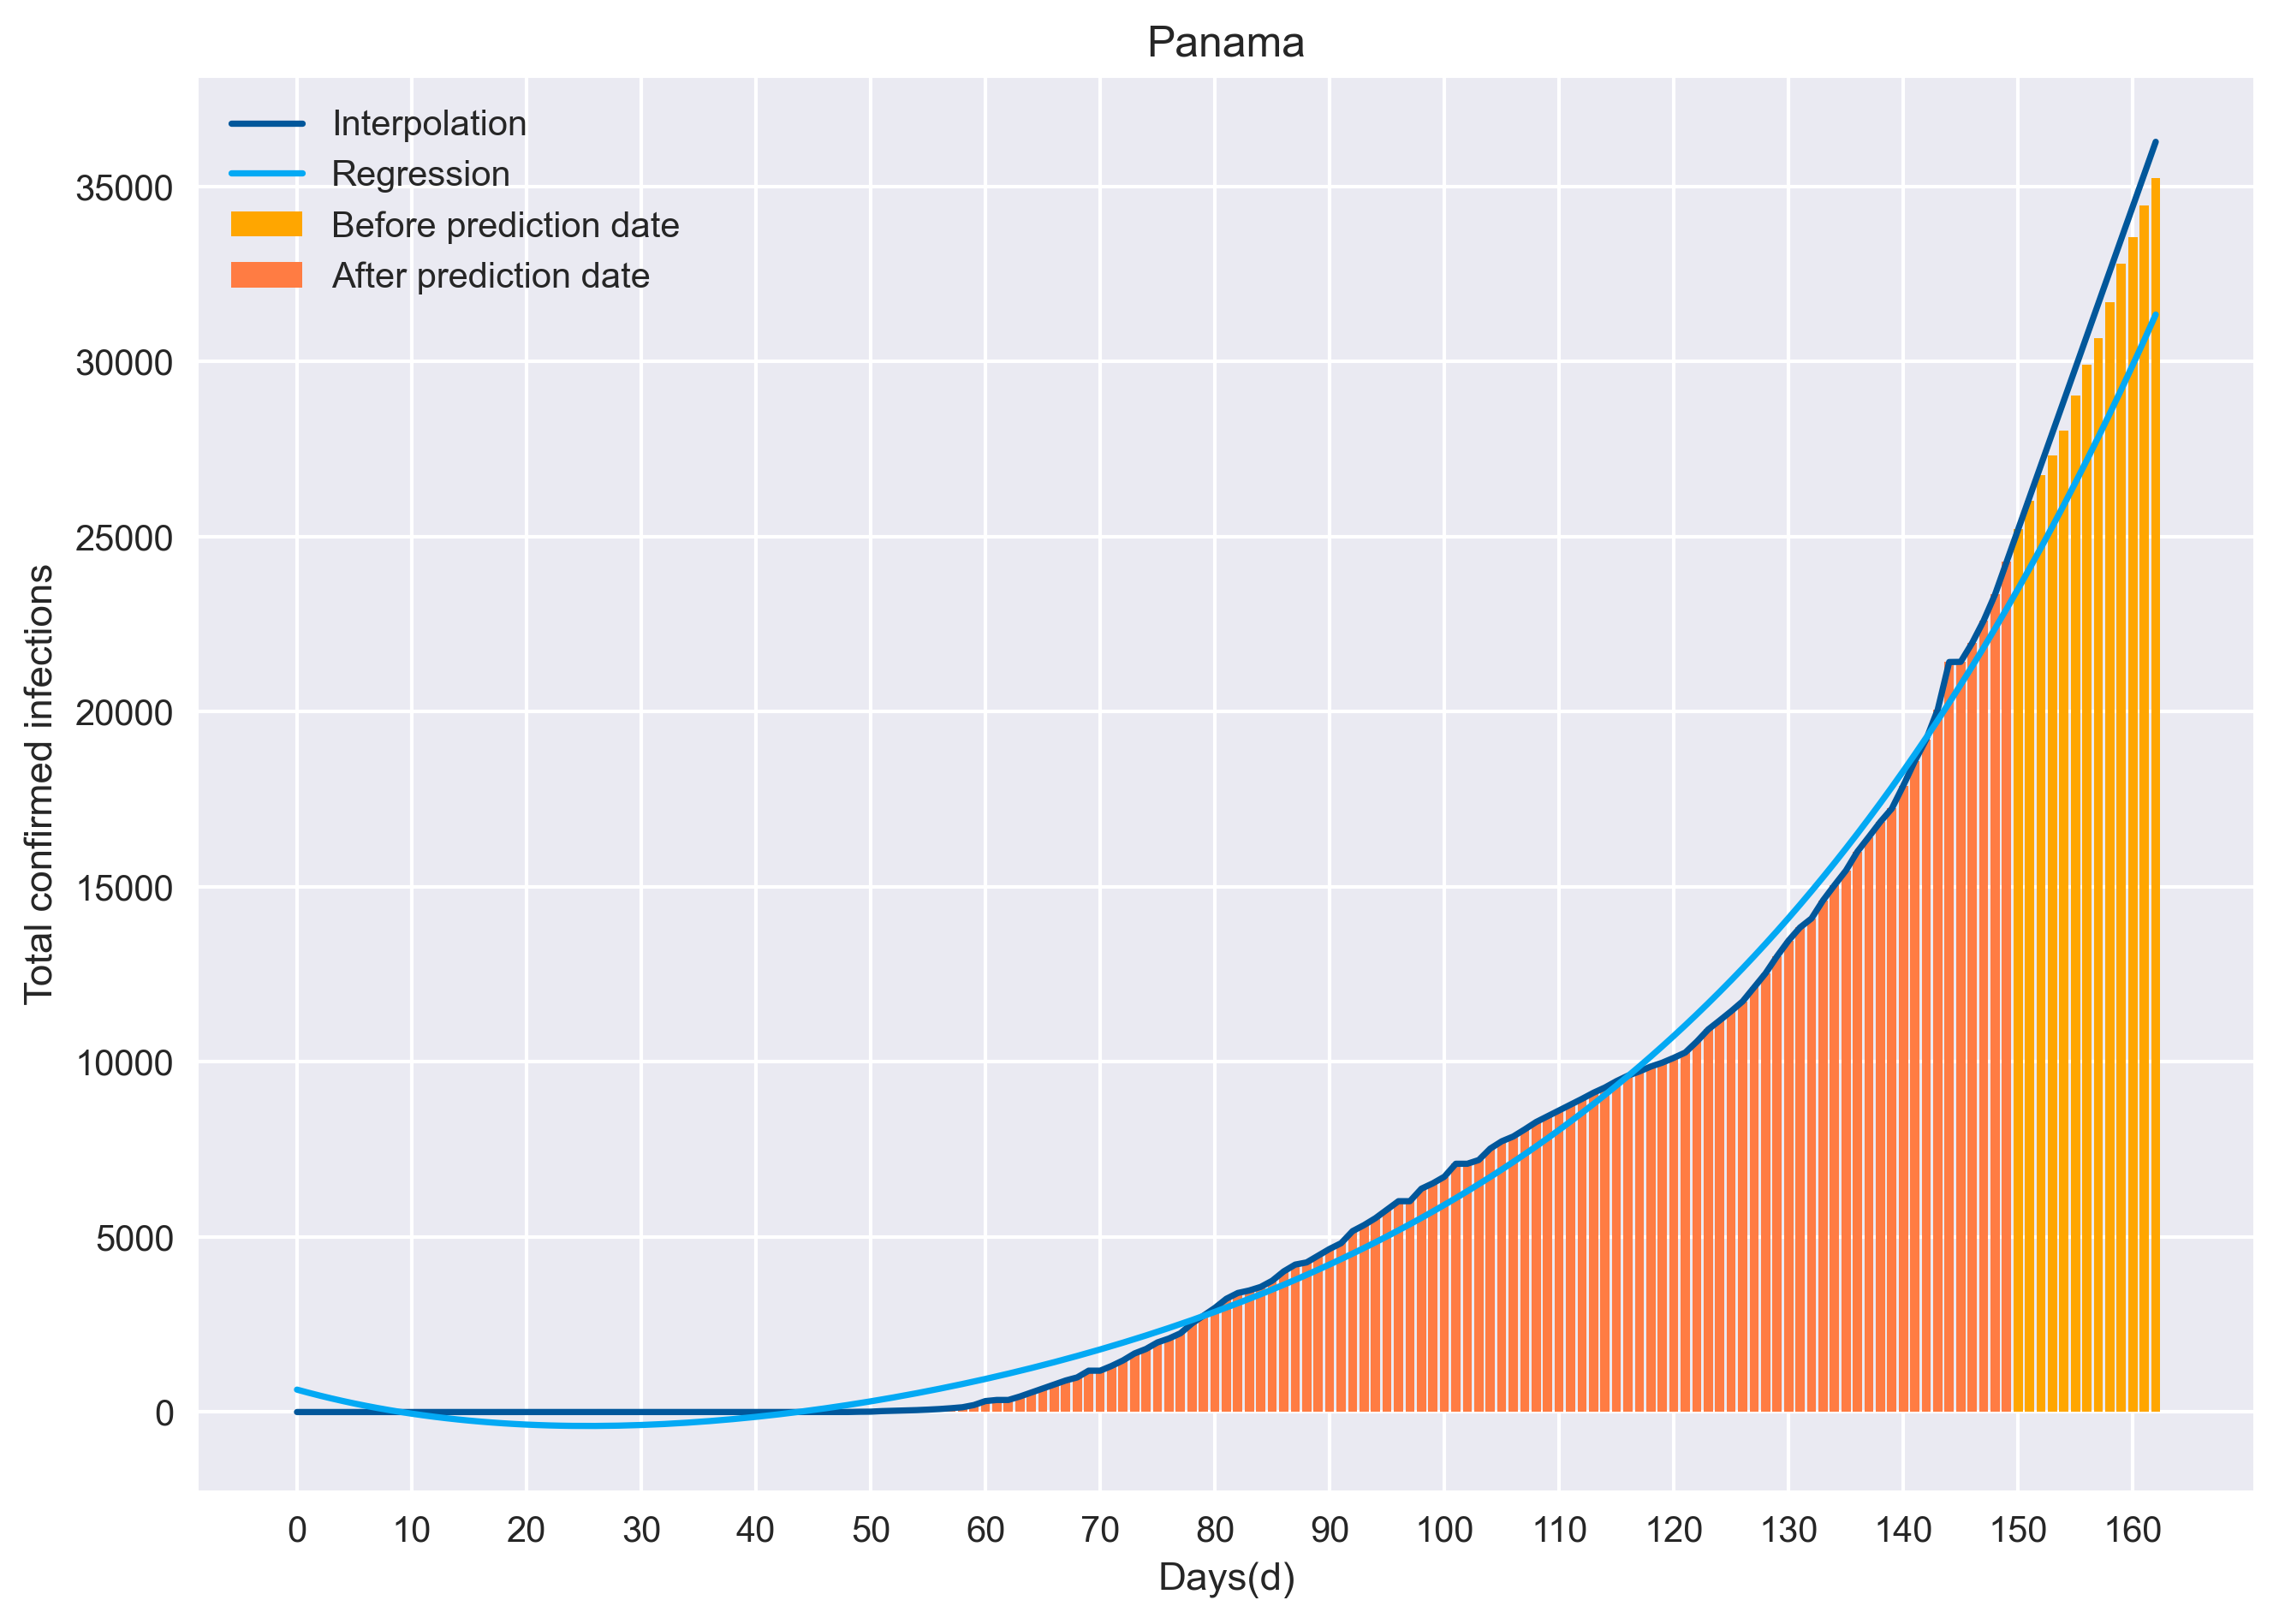 Panama
Interpolation
Regression
Before prediction date
After prediction date
35000
30000
25000
20000
15000
10000
5000
0
Total confirmed infections
0 10 20 30 40 50 60 70 80 90 100 110 120 130 140 150 160
Days(d)